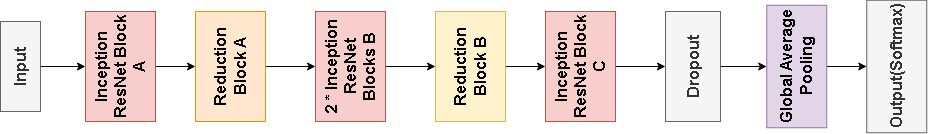 Input
Inception
ResNet Block
A
Reduction
Block A
2 * Inception
ResNet
Blocks B
Reduction
Block B
Inception
ResNet Block
C
Dropout
Global Average
Pooling
Output(Softmax)